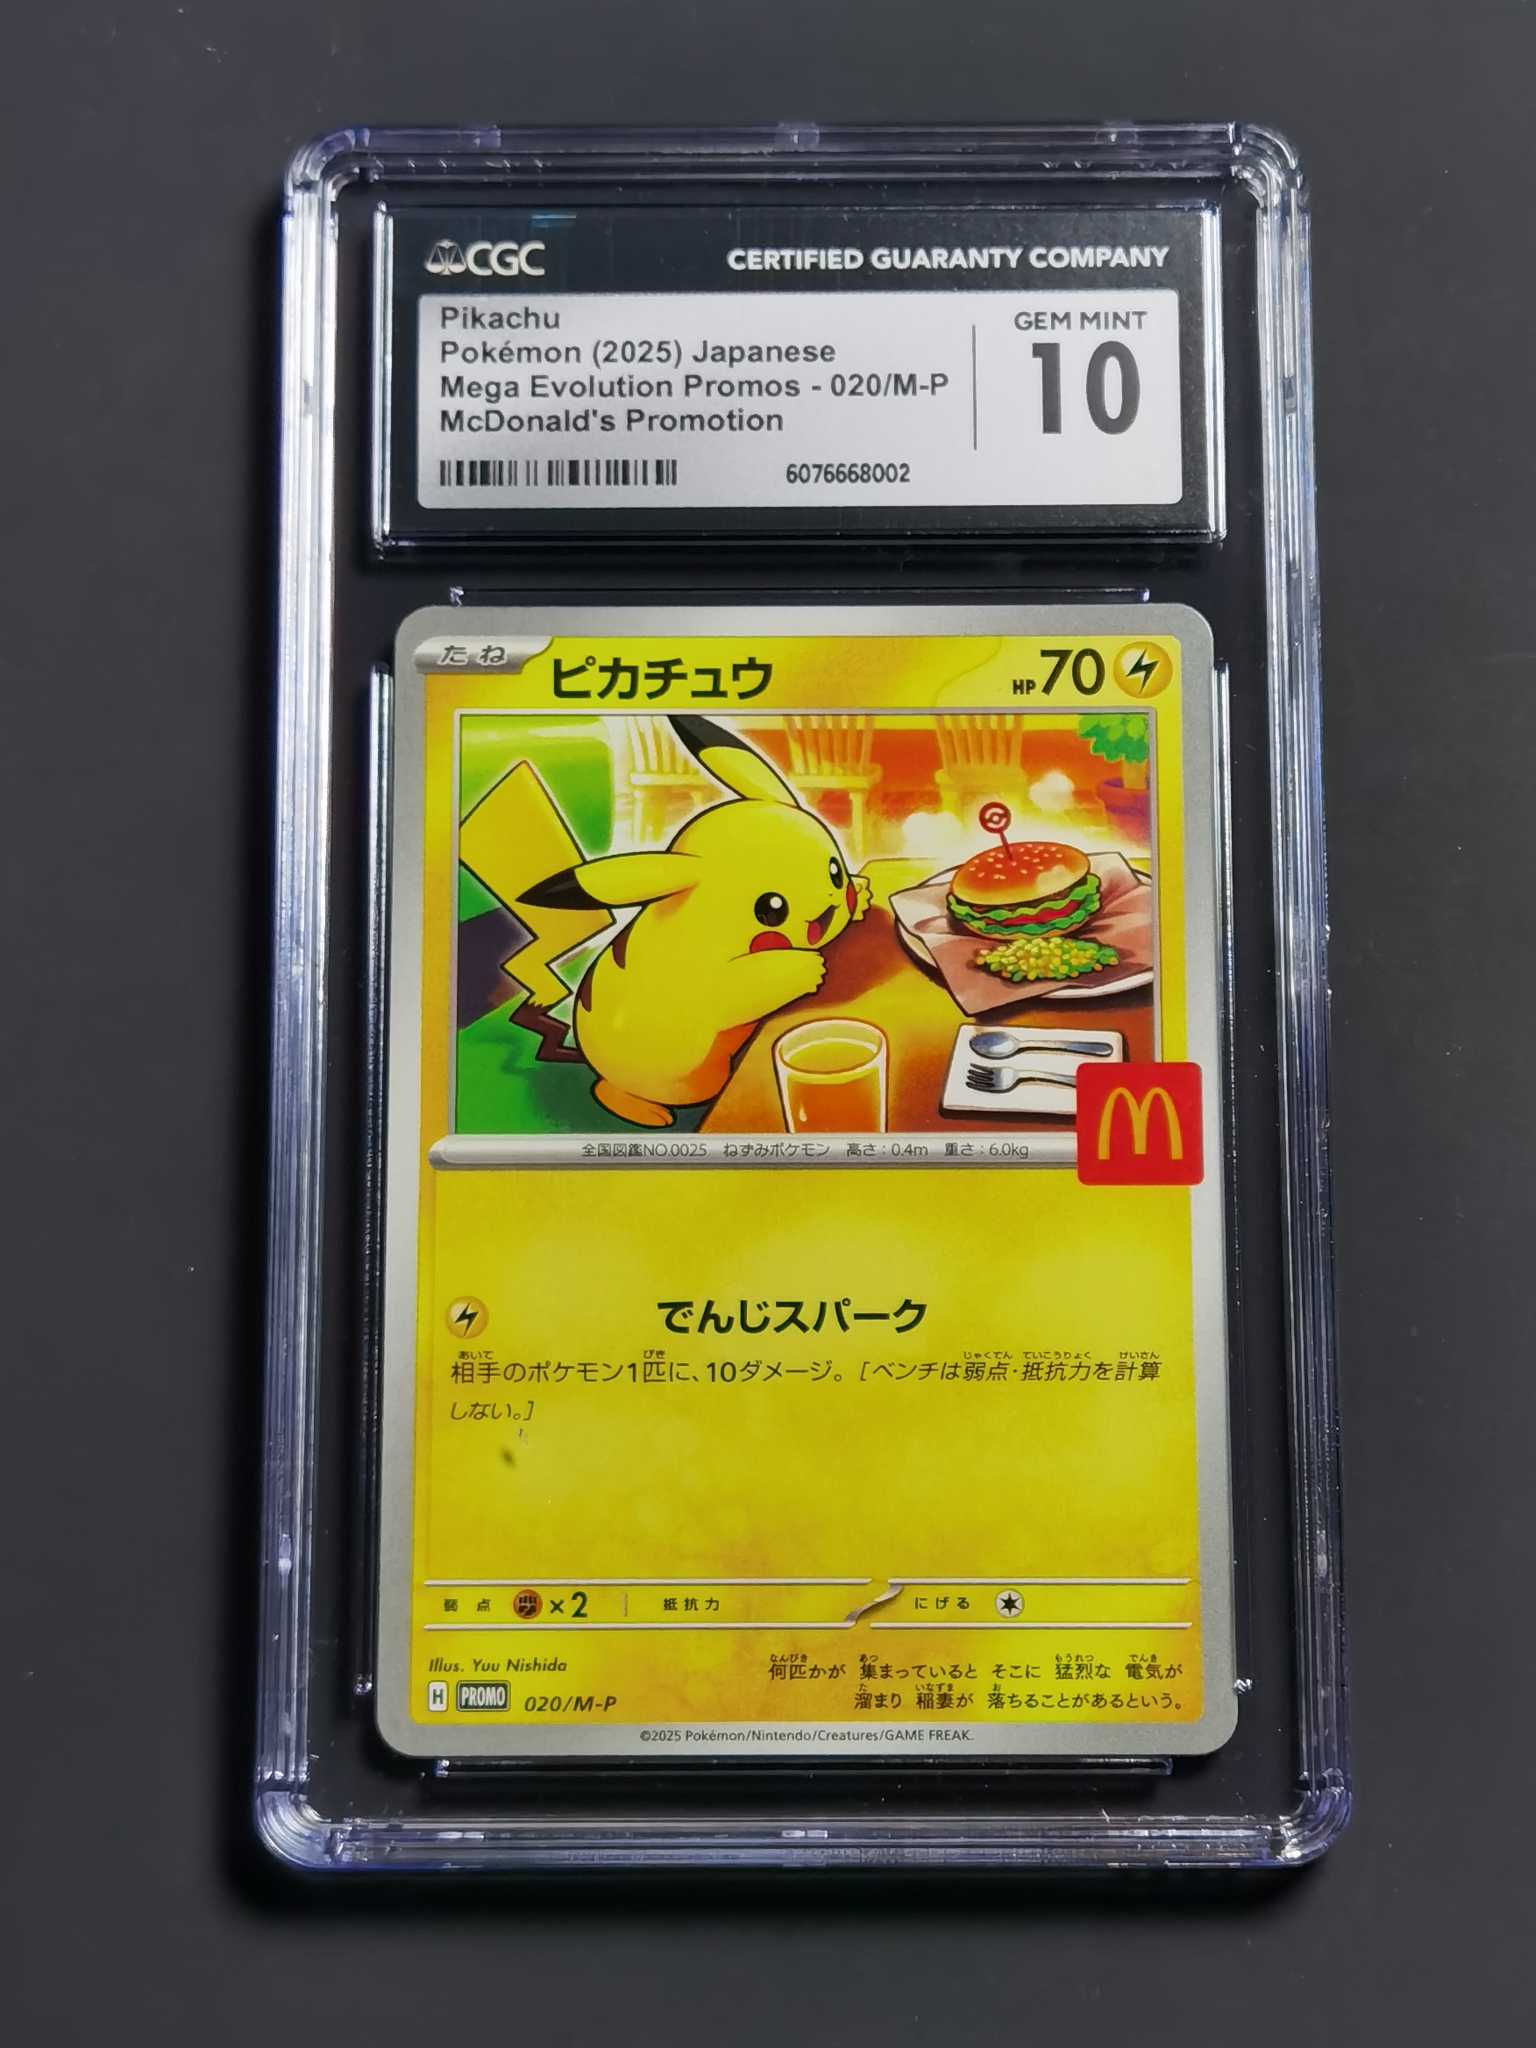 CGC
CERTIFIED GUARANTY COMPANY
Pikachu
Pokémon (2025) Japanese
Mega Evolution Promos - 020/M-P
McDonald's Promotion
GEM MINT
10
6076668002
たね
ピカチュウ
HP70
全国図鑑NO.0025 ねずみポケモン 高さ:0.4m 重さ:6.0kg
でんじスパーク
相手のポケモン1匹に、10ダメージ。[ベンチは弱点・抵抗力を計算
しない。]
弱点 ×2 抵抗力 にげる
Illus. Yuu Nishida
H PROMO 020/M-P
何匹かが 集まっていると そこに 猛烈な 電気が
溜まり 稲妻が 落ちることがあるという。
©2025 Pokémon/Nintendo/Creatures/GAME FREAK.